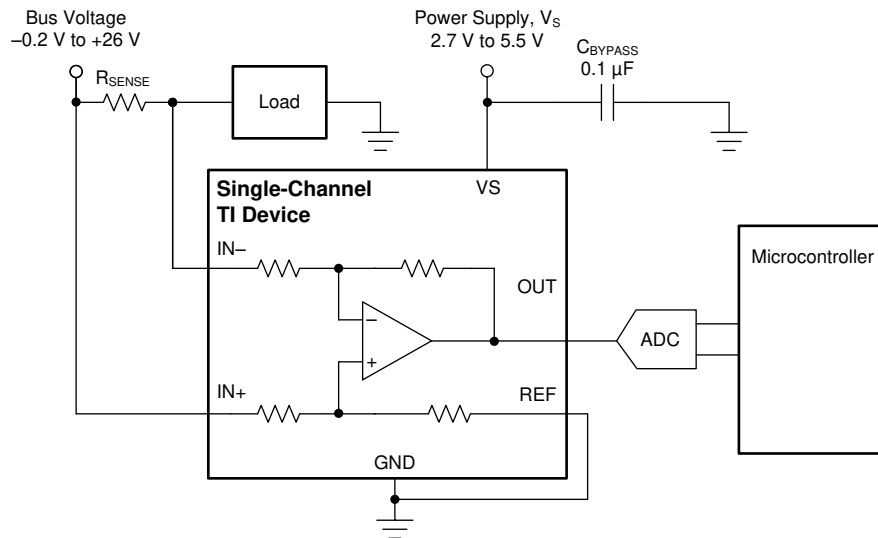 Bus Voltage
–0.2 V to +26 V
Power Supply, VS
2.7 V to 5.5 V
CBYPASS
0.1 µF
RSENSE
Load
Single-Channel
TI Device
VS
IN–
OUT
Microcontroller
–
ADC
+
IN+
REF
GND